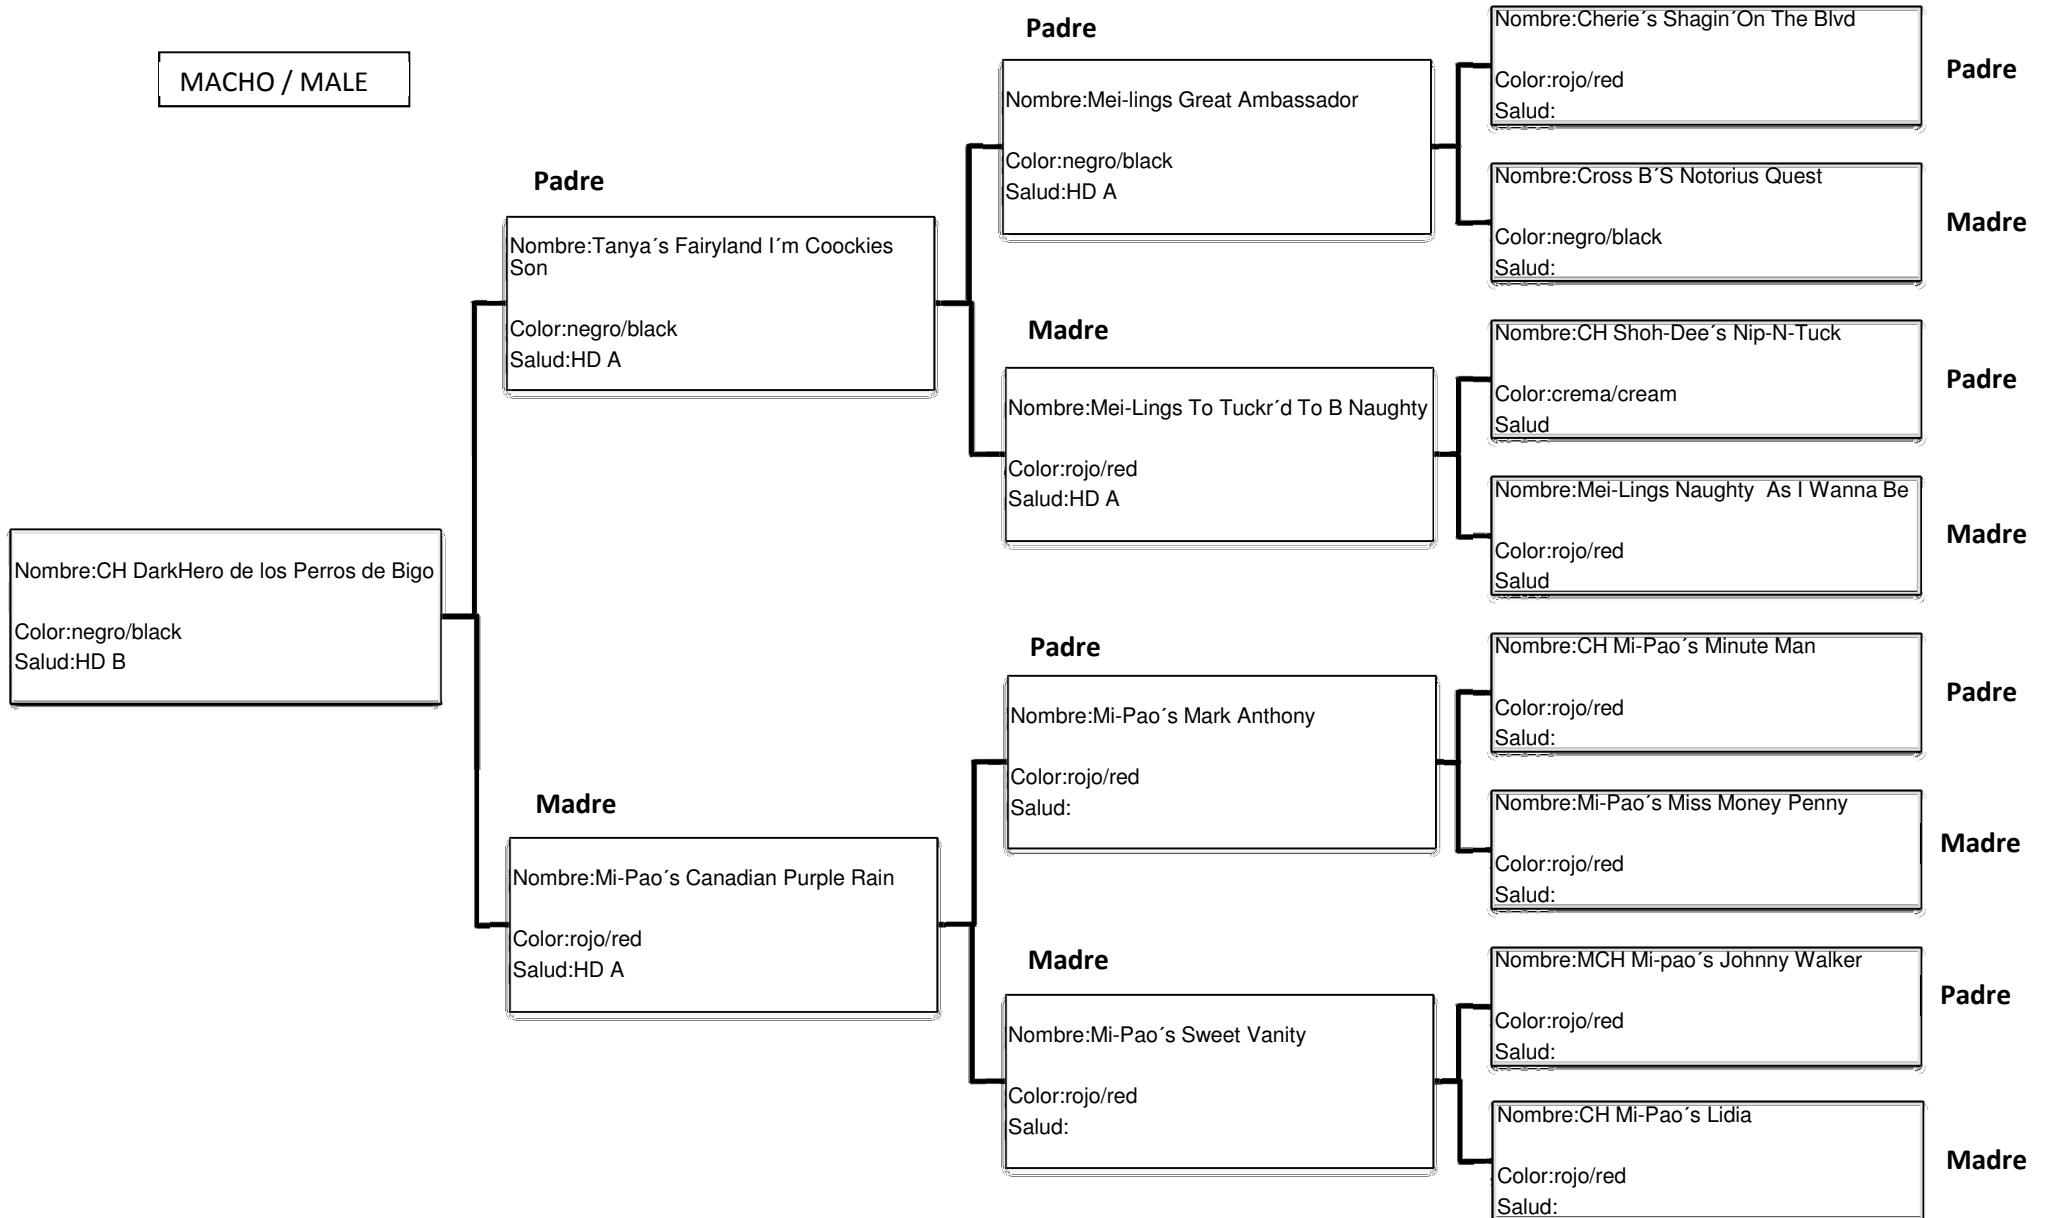 MACHO / MALE
Nombre:CH DarkHero de los Perros de Bigo
Color:negro/black
Salud:HD B
Padre
Nombre:Tanya´s Fairyland I´m Coockies
Son
Color:negro/black
Salud:HD A
Madre
Nombre:Mi-Pao´s Canadian Purple Rain
Color:rojo/red
Salud:HD A
Padre
Nombre:Mei-lings Great Ambassador
Color:negro/black
Salud:HD A
Madre
Nombre:Mei-Lings To Tuckr´d To B Naughty
Color:rojo/red
Salud:HD A
Padre
Nombre:Mi-Pao´s Mark Anthony
Color:rojo/red
Salud:
Madre
Nombre:Mi-Pao´s Sweet Vanity
Color:rojo/red
Salud:
Nombre:Cherie´s Shagin´On The Blvd
Color:rojo/red
Salud:
Padre
Nombre:Cross B´S Notorius Quest
Color:negro/black
Salud:
Madre
Nombre:CH Shoh-Dee´s Nip-N-Tuck
Color:crema/cream
Salud
Padre
Nombre:Mei-Lings Naughty  As I Wanna Be
Color:rojo/red
Salud
Madre
Nombre:CH Mi-Pao´s Minute Man
Color:rojo/red
Salud:
Padre
Nombre:Mi-Pao´s Miss Money Penny
Color:rojo/red
Salud:
Madre
Nombre:MCH Mi-pao´s Johnny Walker
Color:rojo/red
Salud:
Padre
Nombre:CH Mi-Pao´s Lidia
Color:rojo/red
Salud:
Madre